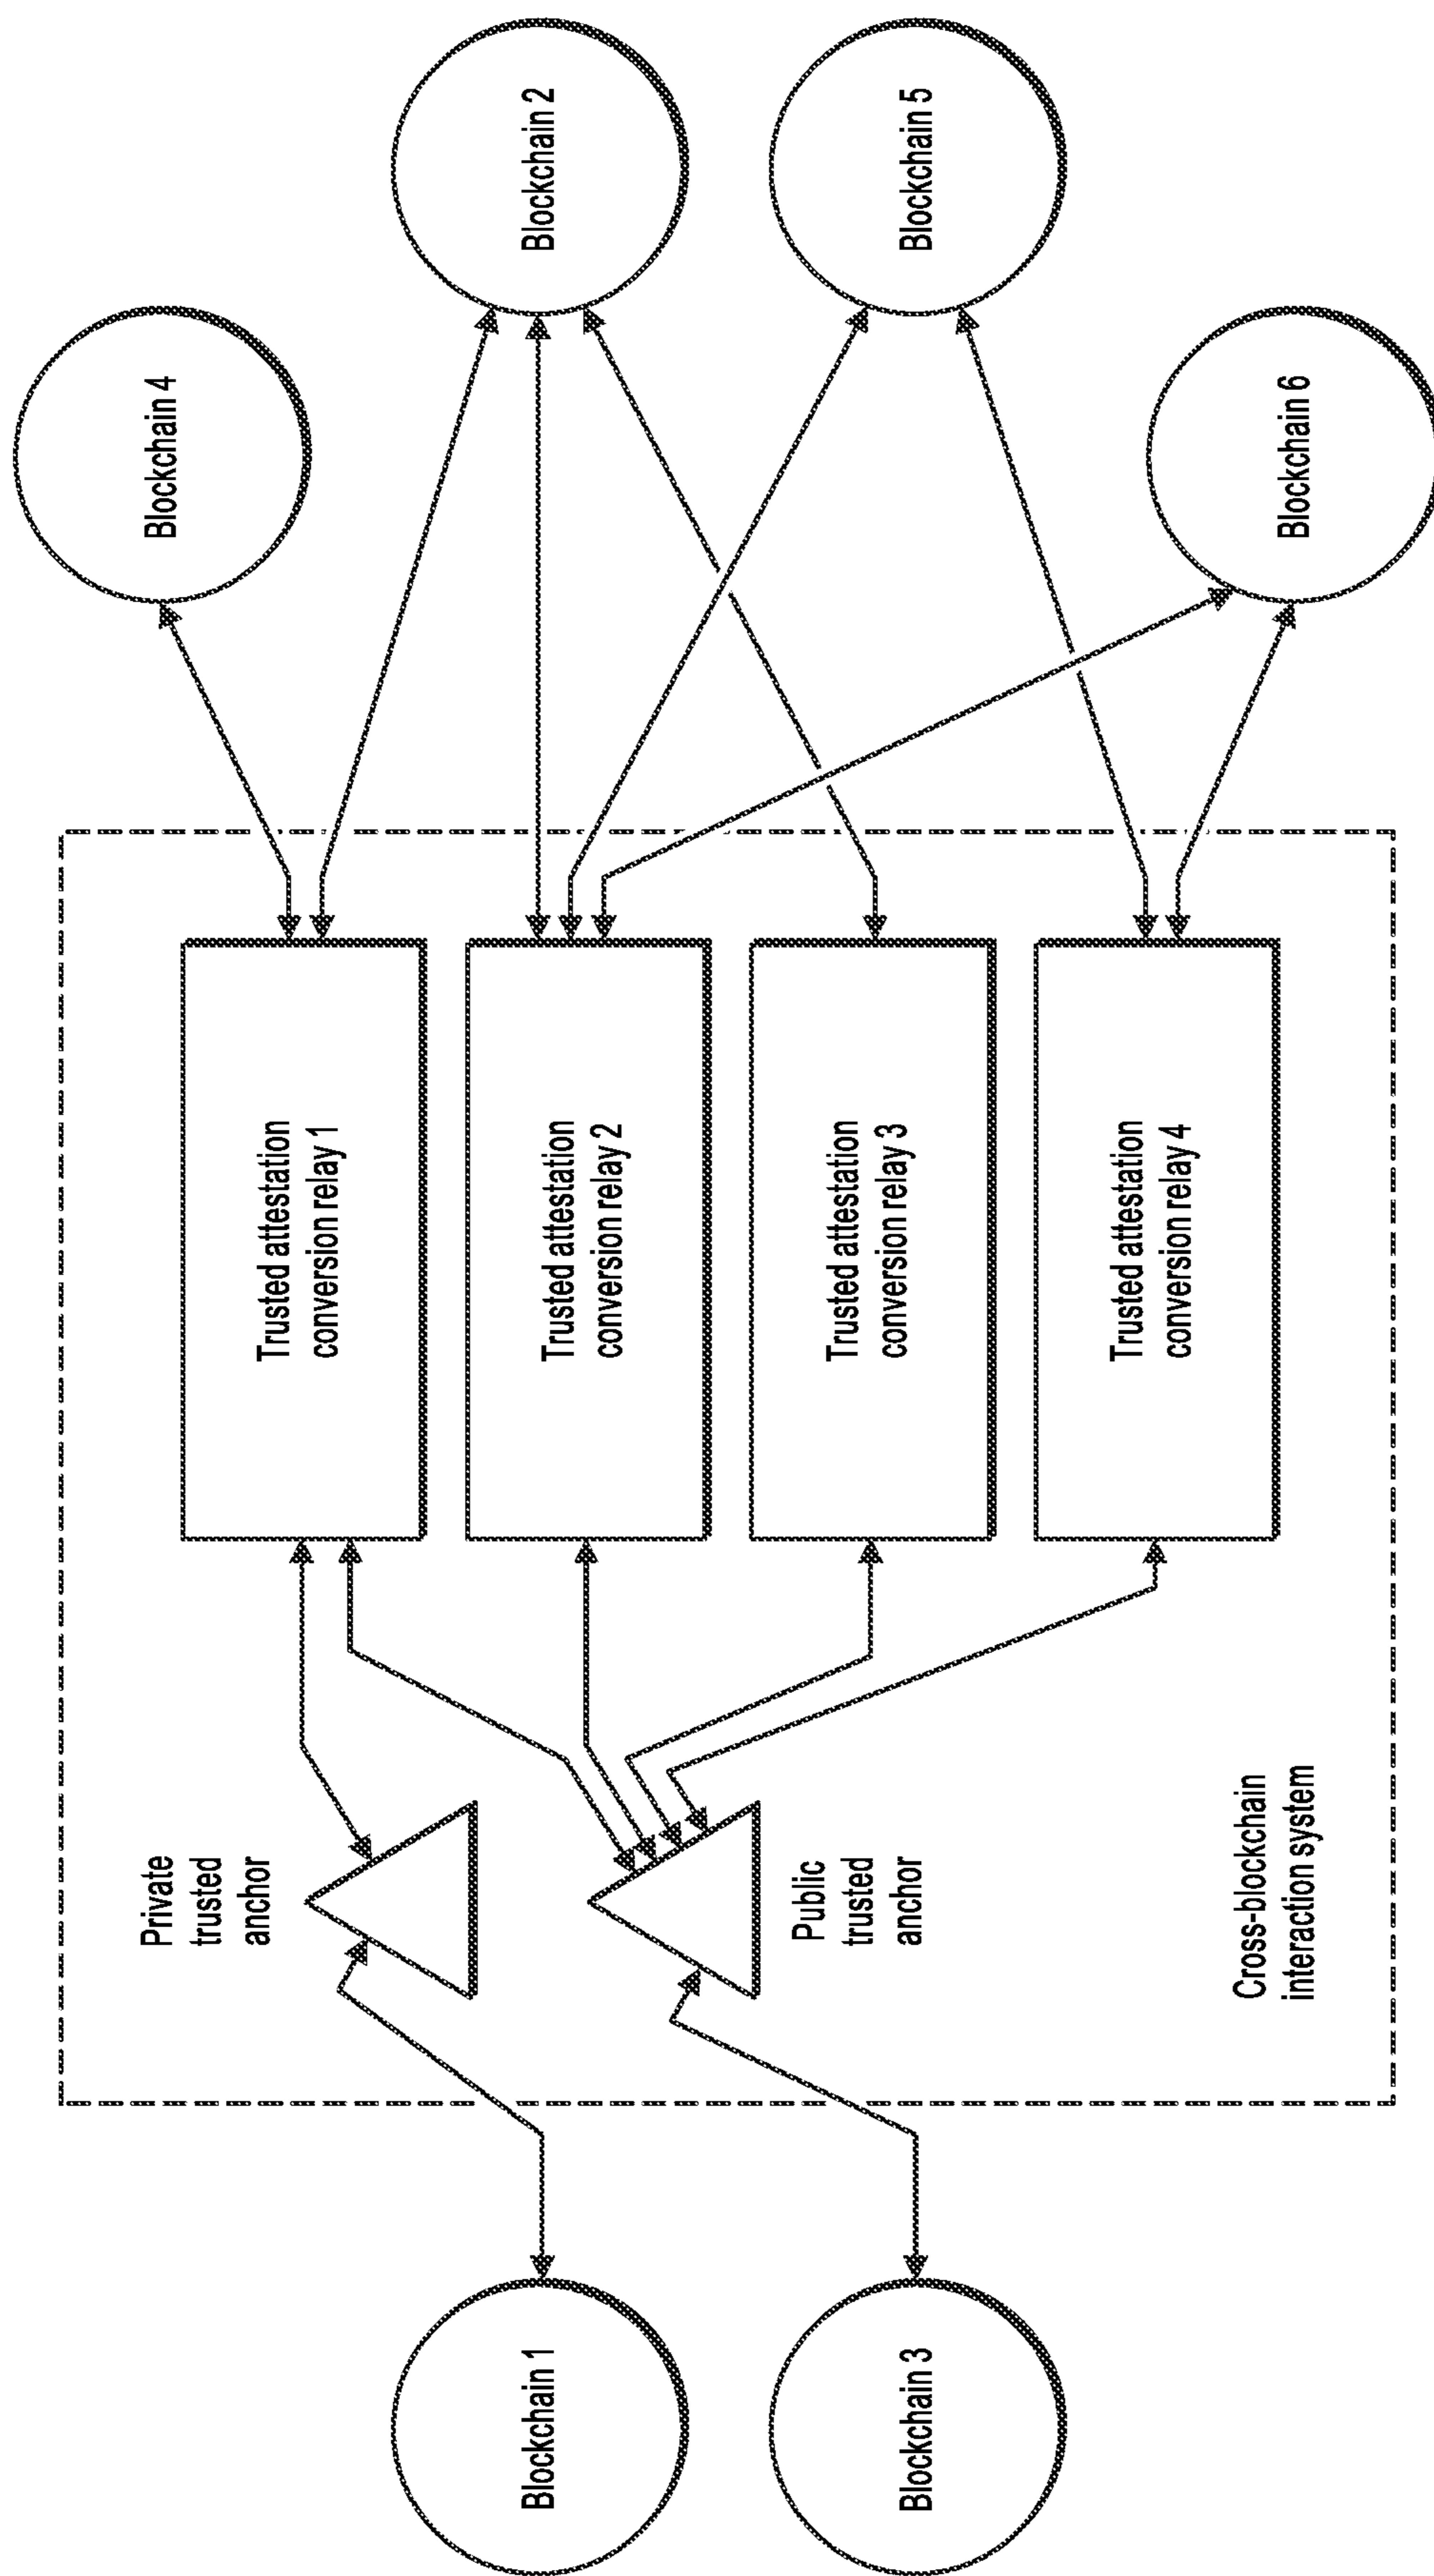 Blockchain 1
Blockchain 3
Private
trusted
anchor
Public
trusted
anchor
Cross-blockchain
interaction system
Trusted attestation
conversion relay 1
Trusted attestation
conversion relay 2
Trusted attestation
conversion relay 3
Trusted attestation
conversion relay 4
Blockchain 4
Blockchain 2
Blockchain 5
Blockchain 6